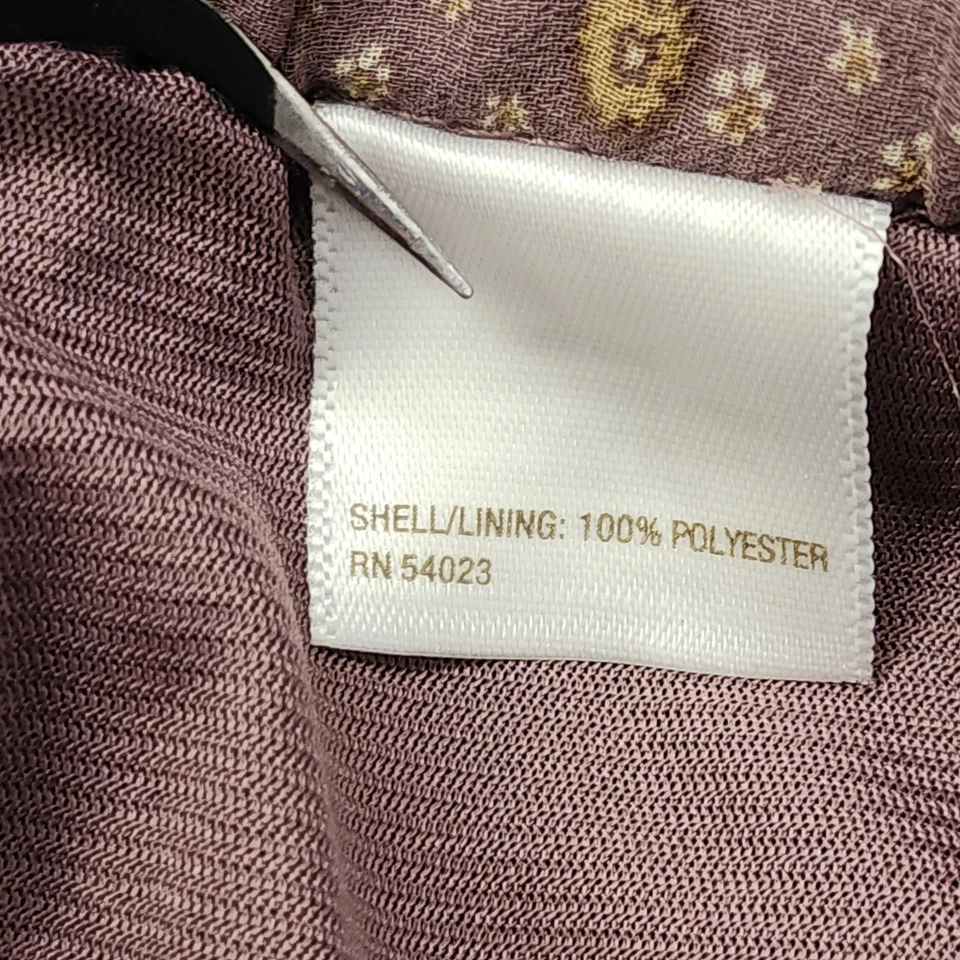 SHELL/LINING: 100% POLYESTER
RN 54023